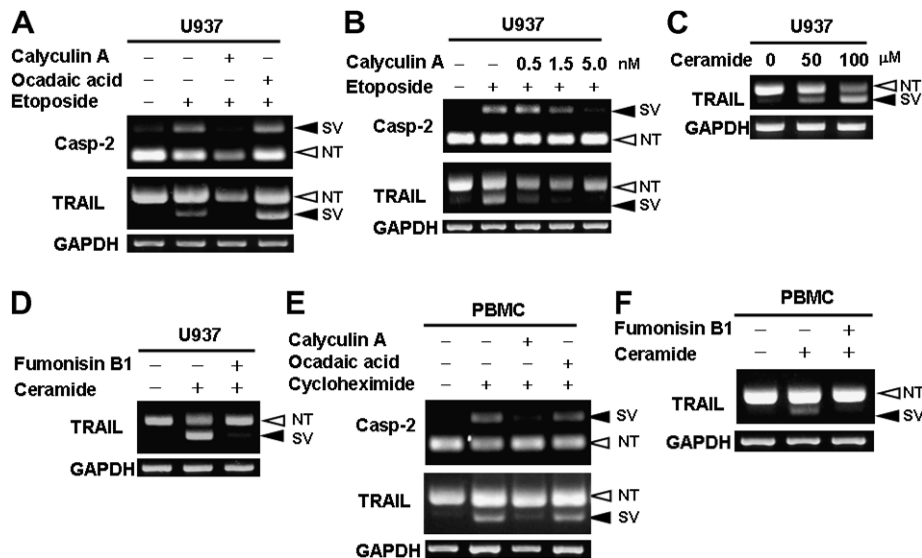 A
U937
Calyculin A – – + –
Ocadaic acid – – – +
Etoposide – + + +
Casp-2
SV
NT
TRAIL
NT
SV
GAPDH
B
U937
Calyculin A – – 0.5 1.5 5.0 nM
Etoposide – + + + +
Casp-2
SV
NT
TRAIL
NT
SV
GAPDH
C
U937
Ceramide 0 50 100 μM
TRAIL
NT
SV
GAPDH
D
U937
Fumonisin B1 – – +
Ceramide – + +
TRAIL
NT
SV
GAPDH
E
PBMC
Calyculin A – – + –
Ocadaic acid – – – +
Cycloheximide – + + +
Casp-2
SV
NT
TRAIL
NT
SV
GAPDH
F
PBMC
Fumonisin B1 – – +
Ceramide – + +
TRAIL
NT
SV
GAPDH